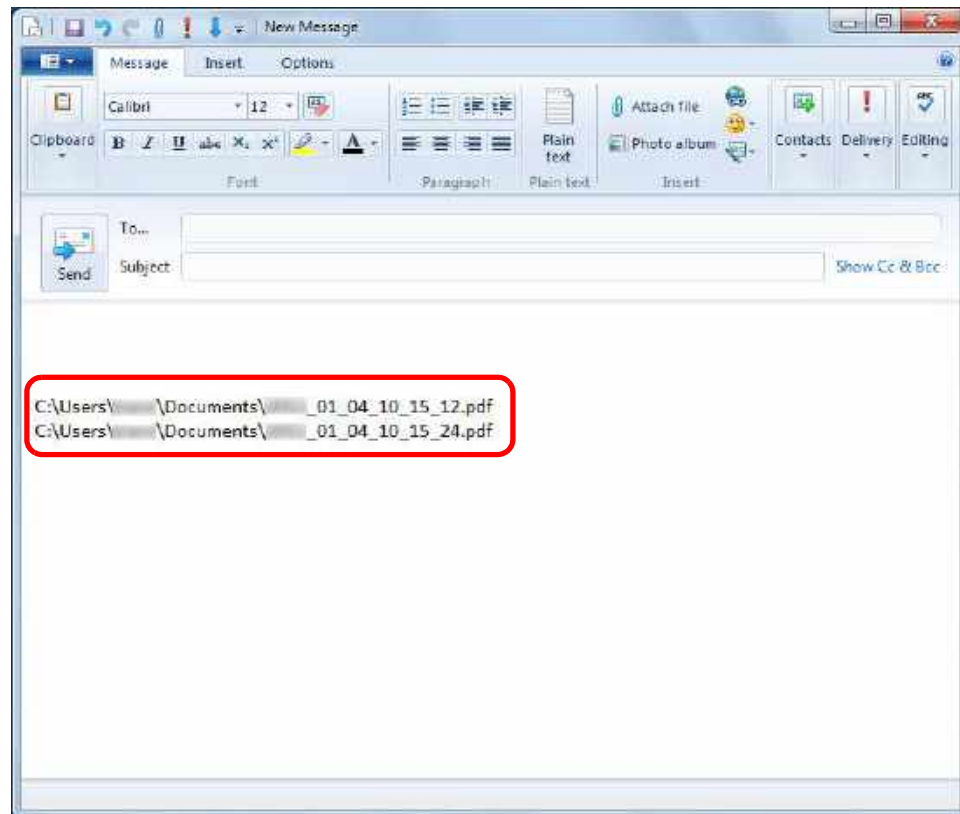 New Message
Message Insert Options
Calibri 12 Attach file
Clipboard B I U abc X₂ X² A Plain text Photo album Contacts Delivery Editing
Font Paragraph Plain text Insert
To...
Send Subject Show Cc & Bcc
C:\Users\ \Documents\ _01_04_10_15_12.pdf
C:\Users\ \Documents\ _01_04_10_15_24.pdf